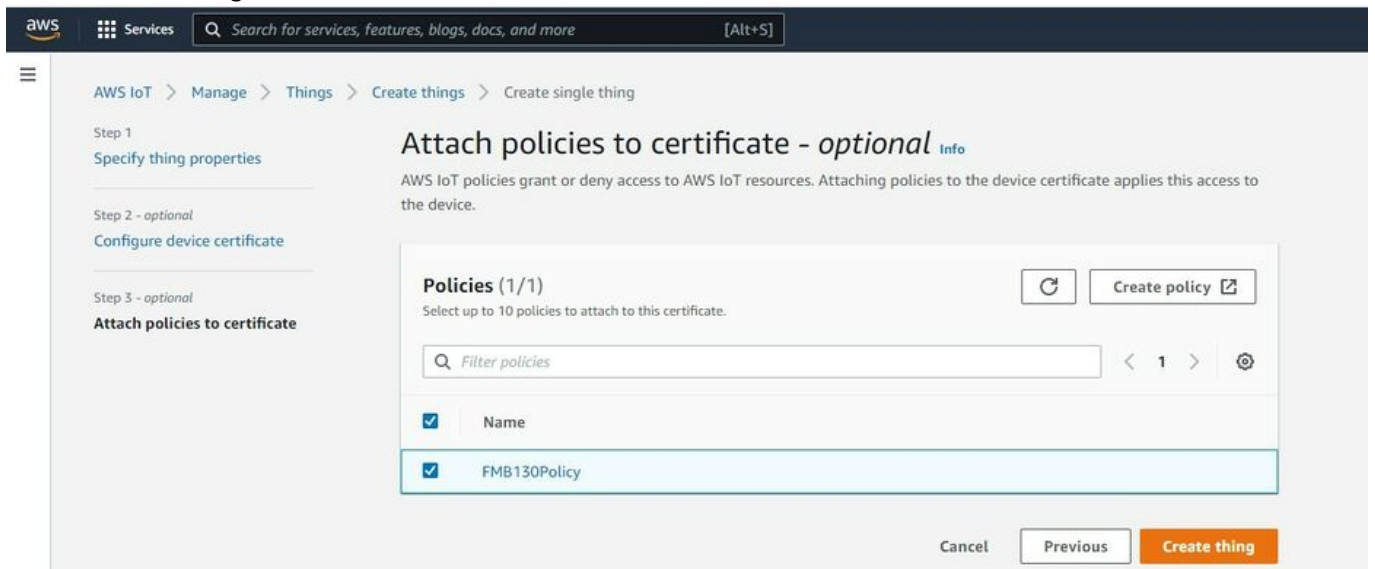 aws
Services
Search for services, features, blogs, docs, and more
[Alt+S]
AWS IoT > Manage > Things > Create things > Create single thing
Step 1
Specify thing properties
Step 2 - optional
Configure device certificate
Step 3 - optional
Attach policies to certificate
Attach policies to certificate - optional Info
AWS IoT policies grant or deny access to AWS IoT resources. Attaching policies to the device certificate applies this access to
the device.
Policies (1/1)
Select up to 10 policies to attach to this certificate.
Create policy
Filter policies
< 1 >
Name
FMB130Policy
Cancel
Previous
Create thing